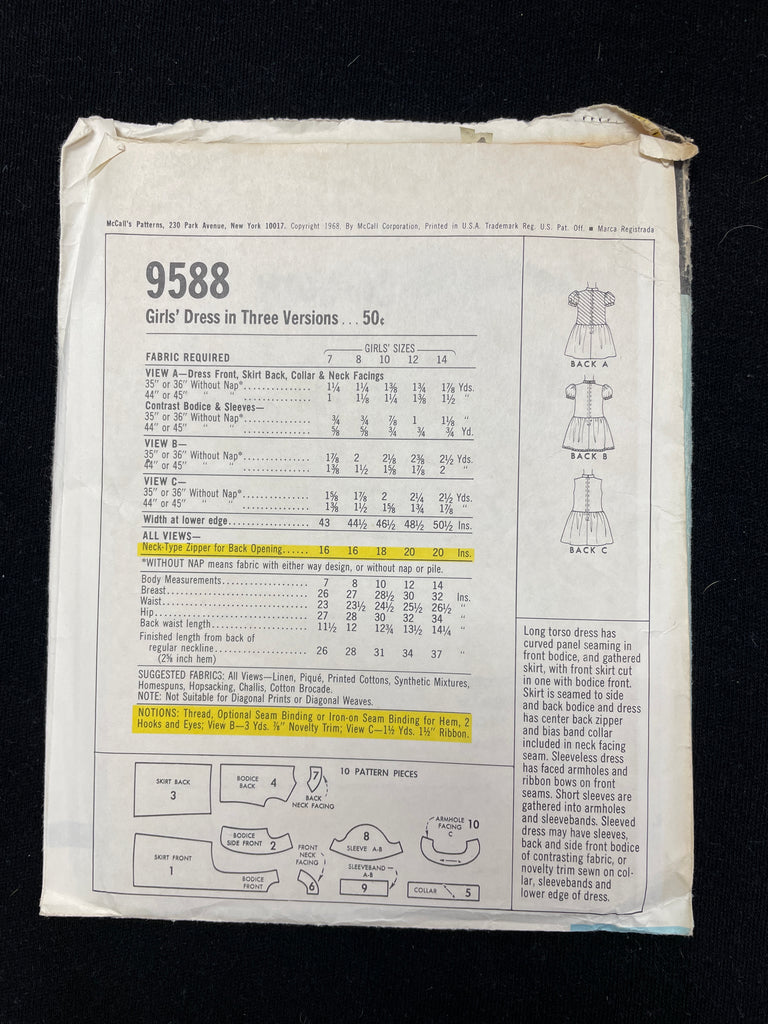 McCall's Patterns, 230 Park Avenue, New York 10017. Copyright 1968. By McCall Corporation, Printed in U.S.A. Trademark Reg. U.S. Pat. Off. ■ Marca Registrada
9588
Girls' Dress in Three Versions... 50¢
GIRLS' SIZES
FABRIC REQUIRED 7 8 10 12 14
VIEW A—Dress Front, Skirt Back, Collar & Neck Facings
35" or 36" Without Nap*............... 1¼ 1¼ 1⅜ 1¾ 1⅞ Yds.
44" or 45" " " ............... 1 1⅛ 1¼ 1⅜ 1½ "
Contrast Bodice & Sleeves—
35" or 36" Without Nap*............... ¾ ¾ ⅞ 1 1⅛ "
44" or 45" " " ............... ⅝ ⅝ ¾ ¾ ¾ Yd.
VIEW B—
35" or 36" Without Nap*............... 1⅞ 2 2⅛ 2⅜ 2½ Yds.
44" or 45" " " ............... 1⅜ 1½ 1⅝ 1⅞ 2 "
VIEW C—
35" or 36" Without Nap*............... 1⅝ 1⅞ 2 2¼ 2½ Yds.
44" or 45" " " ............... 1⅜ 1½ 1⅝ 1¾ 1⅞ "
Width at lower edge................. 43 44½ 46½ 48½ 50½ Ins.
ALL VIEWS—
Neck-Type Zipper for Back Opening...... 16 16 18 20 20 Ins.
*WITHOUT NAP means fabric with either way design, or without nap or pile.
Body Measurements................. 7 8 10 12 14
Breast........................... 26 27 28½ 30 32 Ins.
Waist............................ 23 23½ 24½ 25½ 26½ "
Hip.............................. 27 28 30 32 34 "
Back waist length................... 11½ 12 12¾ 13½ 14¼ "
Finished length from back of
regular neckline................... 26 28 31 34 37 "
(2⅝ inch hem)
SUGGESTED FABRICS: All Views—Linen, Piqué, Printed Cottons, Synthetic Mixtures,
Homespuns, Hopsacking, Challis, Cotton Brocade.
NOTE: Not Suitable for Diagonal Prints or Diagonal Weaves.
NOTIONS: Thread, Optional Seam Binding or Iron-on Seam Binding for Hem, 2
Hooks and Eyes; View B—3 Yds. ⅞" Novelty Trim; View C—1½ Yds. 1½" Ribbon.
BACK A
BACK B
BACK C
Long torso dress has
curved panel seaming in
front bodice, and gathered
skirt, with front skirt cut
in one with bodice front.
Skirt is seamed to side
and back bodice and dress
has center back zipper
and bias band collar
included in neck facing
seam. Sleeveless dress
has faced armholes and
ribbon bows on front
seams. Short sleeves are
gathered into armholes
and sleevebands. Sleeved
dress may have sleeves,
back and side front bodice
of contrasting fabric, or
novelty trim sewn on col-
lar, sleevebands and
lower edge of dress.
10 PATTERN PIECES
SKIRT BACK
3
BODICE
BACK 4
7
BACK
NECK FACING
BODICE
SIDE FRONT 2
SKIRT FRONT
1
BODICE
FRONT
FRONT
NECK
FACING
6
8
SLEEVE A-B
SLEEVEBAND
A-B
9
ARMHOLE
FACING 10
C
COLLAR 5